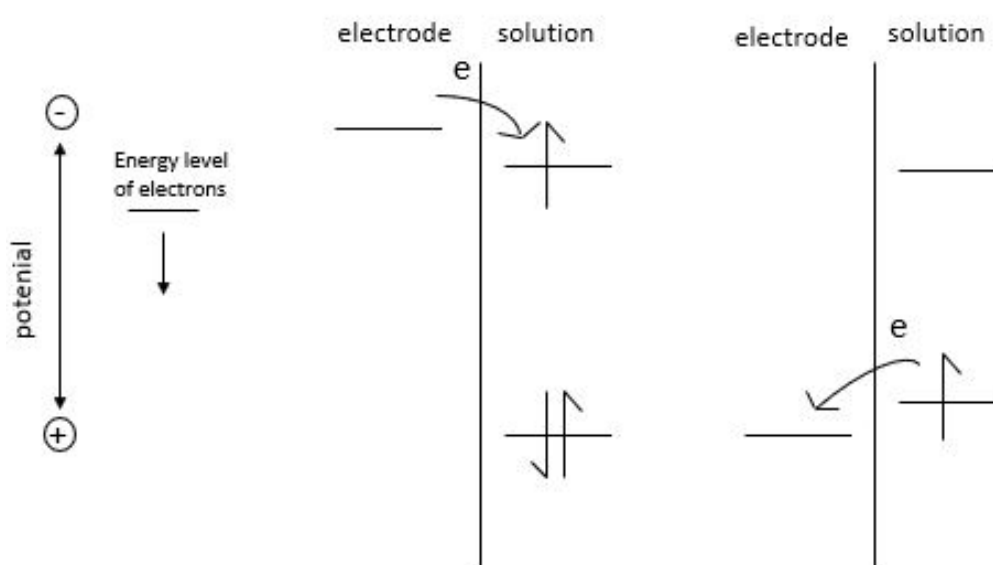 electrode solution
electrode solution
e
-
Energy level
of electrons
potenial
e
+